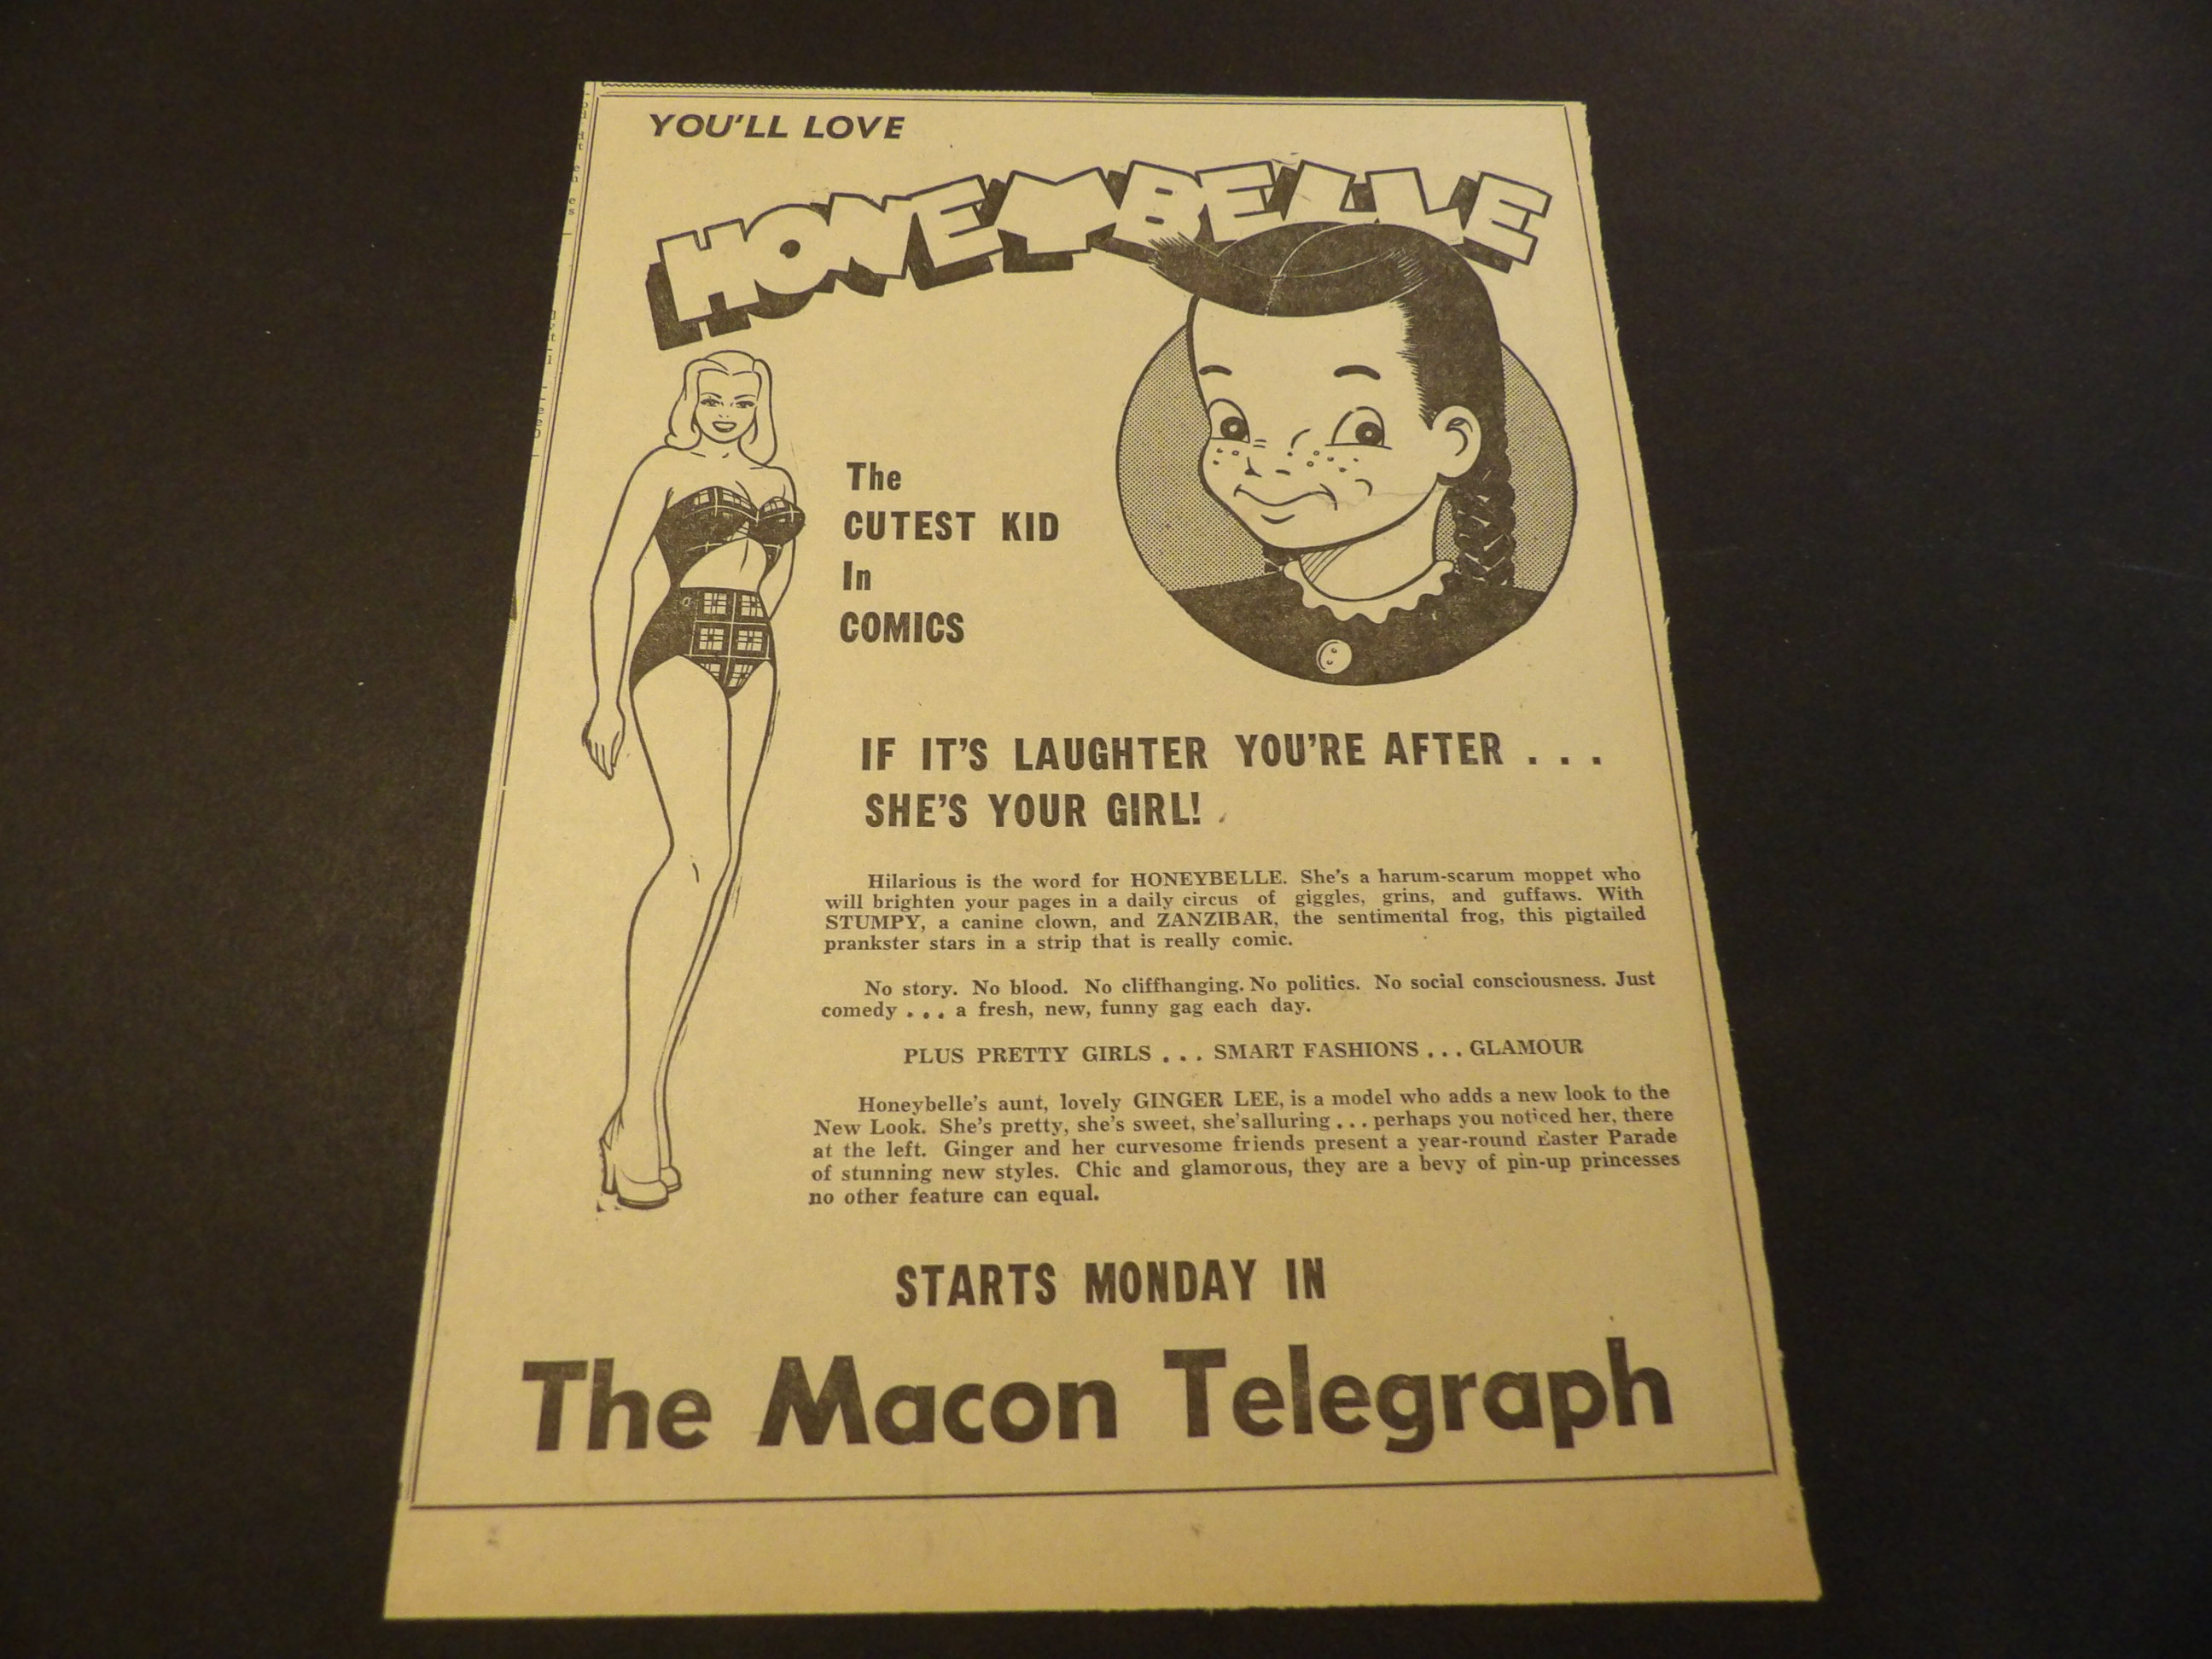 YOU'LL LOVE
HONEYBELLE
The
CUTEST KID
In
COMICS
IF IT'S LAUGHTER YOU'RE AFTER . . .
SHE'S YOUR GIRL!
Hilarious is the word for HONEYBELLE. She's a harum-scarum moppet who
will brighten your pages in a daily circus of giggles, grins, and guffaws. With
STUMPY, a canine clown, and ZANZIBAR, the sentimental frog, this pigtailed
prankster stars in a strip that is really comic.
No story. No blood. No cliffhanging. No politics. No social consciousness. Just
comedy . . . a fresh, new, funny gag each day.
PLUS PRETTY GIRLS . . . SMART FASHIONS . . . GLAMOUR
Honeybelle's aunt, lovely GINGER LEE, is a model who adds a new look to the
New Look. She's pretty, she's sweet, she'salluring . . . perhaps you noticed her, there
at the left. Ginger and her curvesome friends present a year-round Easter Parade
of stunning new styles. Chic and glamorous, they are a bevy of pin-up princesses
no other feature can equal.
STARTS MONDAY IN
The Macon Telegraph